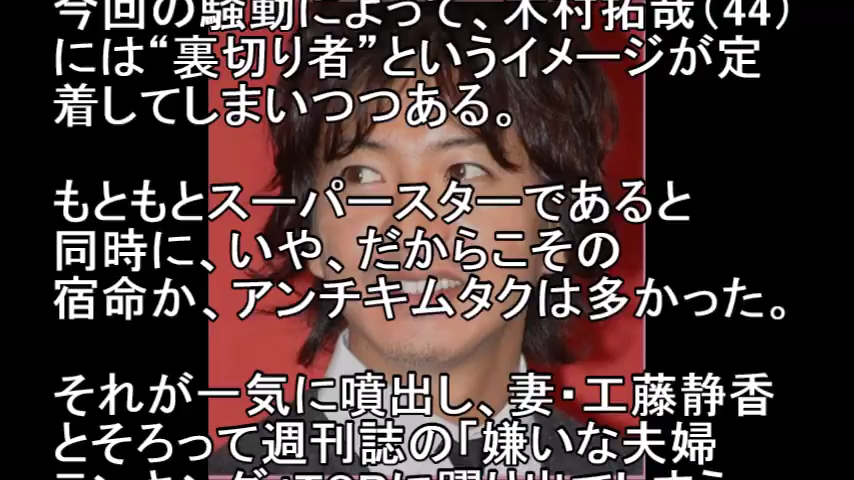 今回の騒動によって、木村拓哉（44）
には“裏切り者”というイメージが定
着してしまいつつある。
もともとスーパースターであると
同時に、いや、だからこその
宿命か、アンチキムタクは多かった。
それが一気に噴出し、妻・工藤静香
とそろって週刊誌の「嫌いな夫婦